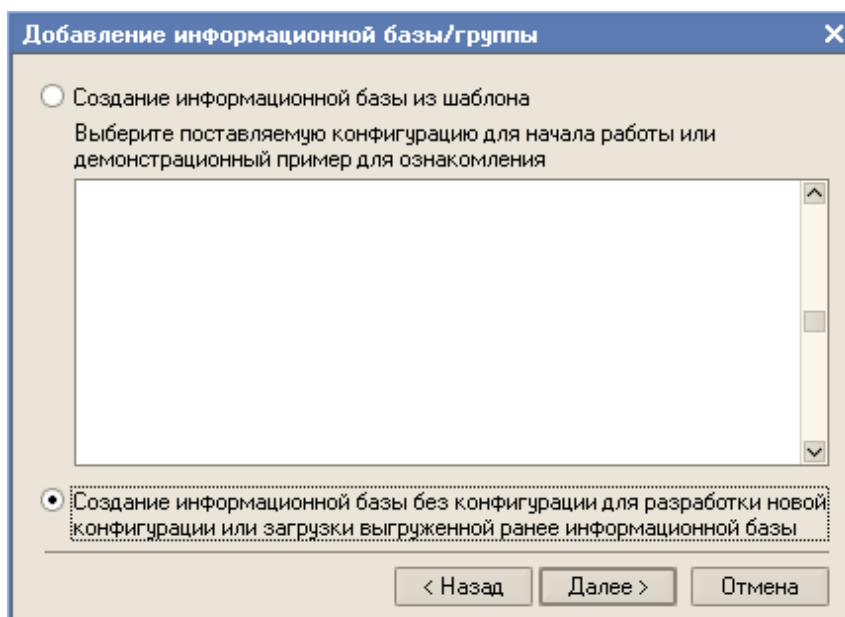 Добавление информационной базы/группы
Создание информационной базы из шаблона
Выберите поставляемую конфигурацию для начала работы или
демонстрационный пример для ознакомления
Создание информационной базы без конфигурации для разработки новой
конфигурации или загрузки выгруженной ранее информационной базы
< Назад Далее > Отмена